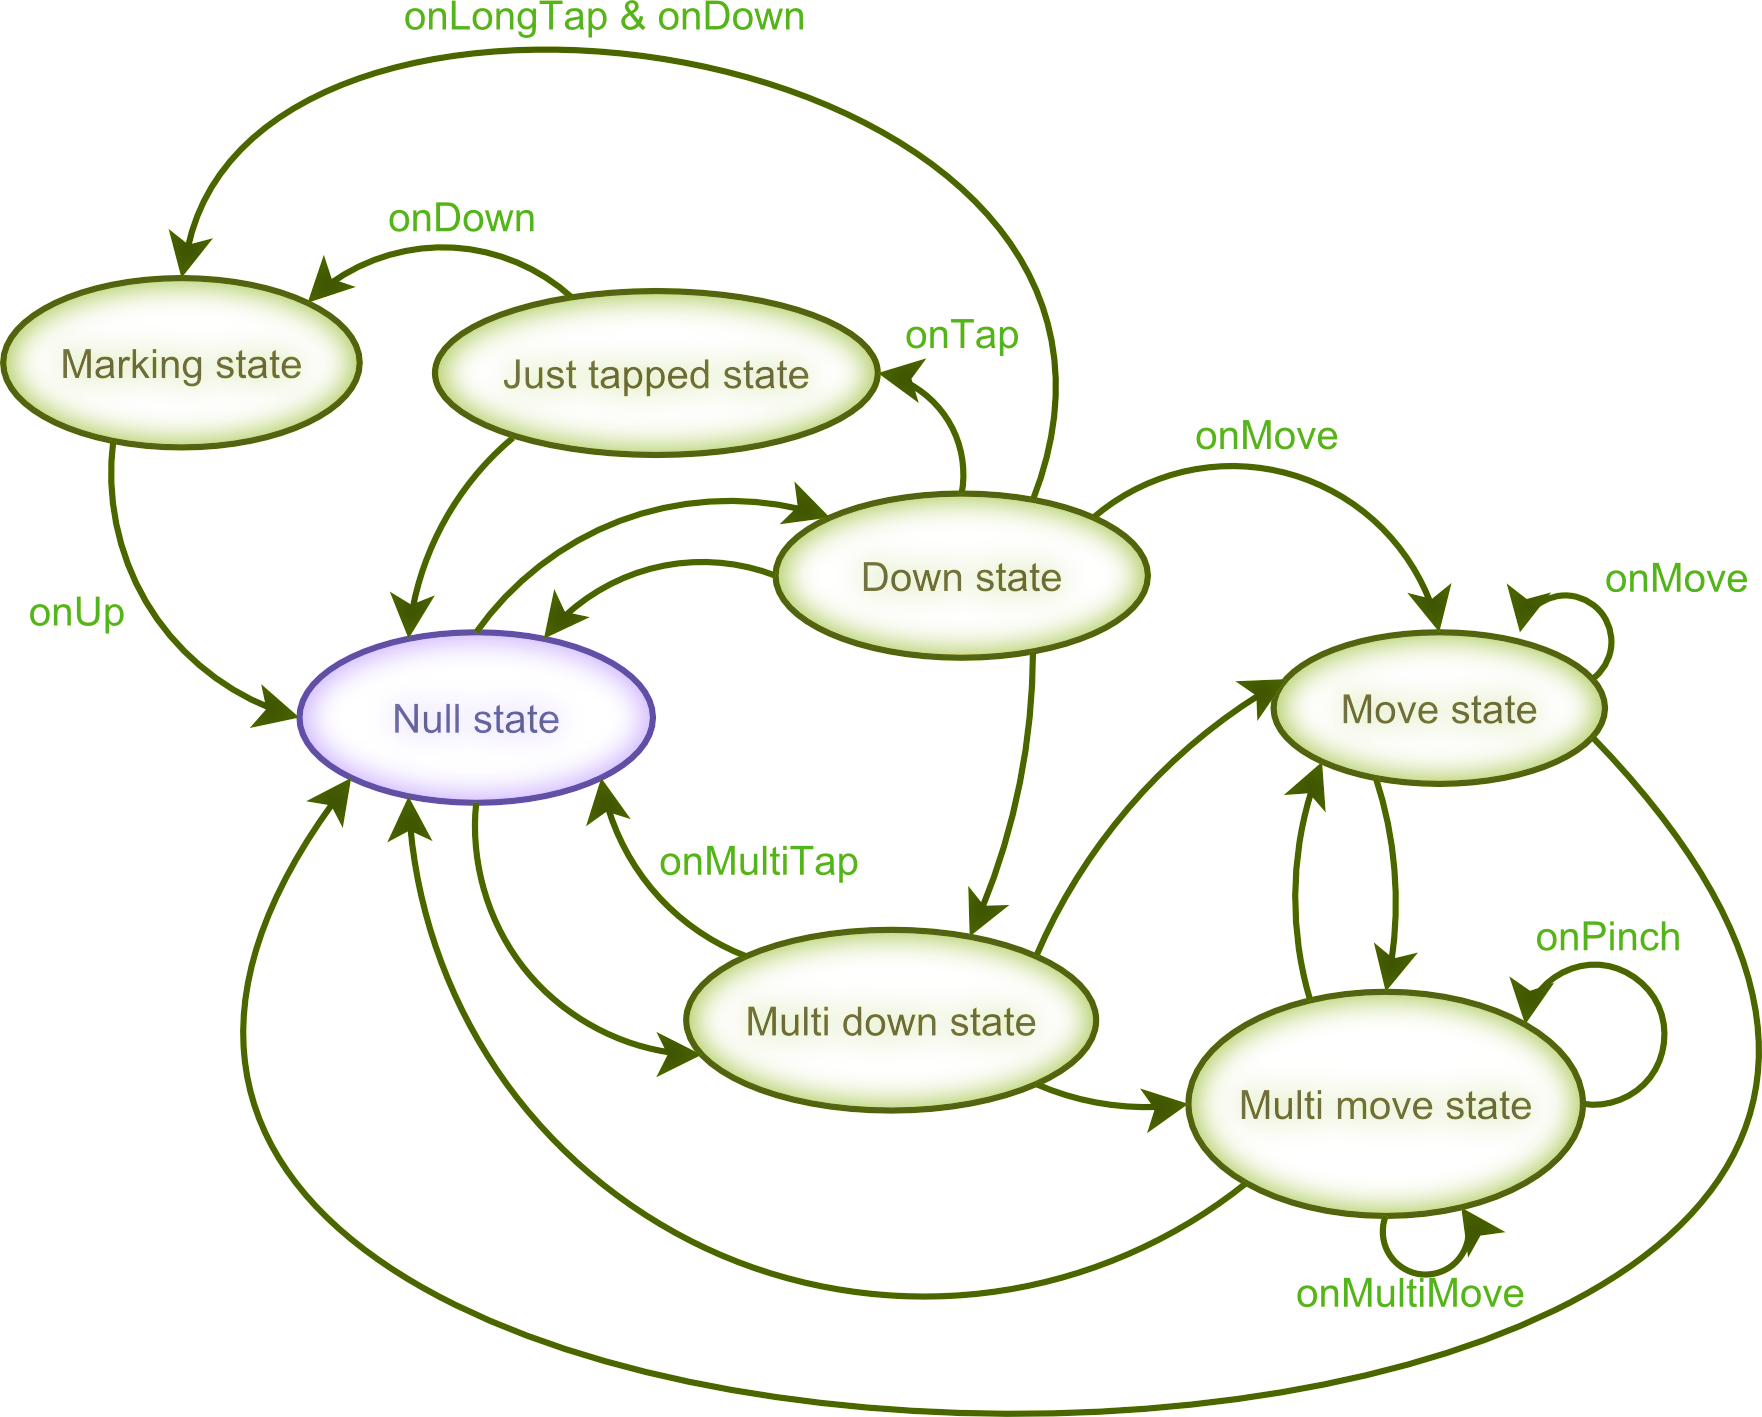 onLongTap & onDown
onDown
onTap
Marking state
Just tapped state
onMove
Down state
onMove
onUp
Null state
Move state
onMultiTap
onPinch
Multi down state
Multi move state
onMultiMove